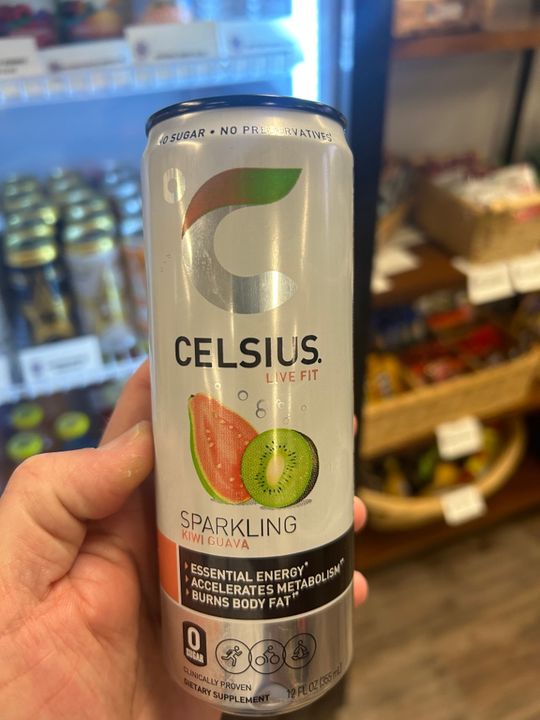 NO SUGAR • NO PRESERVATIVES
CELSIUS.
LIVE FIT
SPARKLING
KIWI GUAVA
ESSENTIAL ENERGY*
ACCELERATES METABOLISM*^
BURNS BODY FAT*^
0
SUGAR
CLINICALLY PROVEN
DIETARY SUPPLEMENT
12 FL OZ (355 mL)